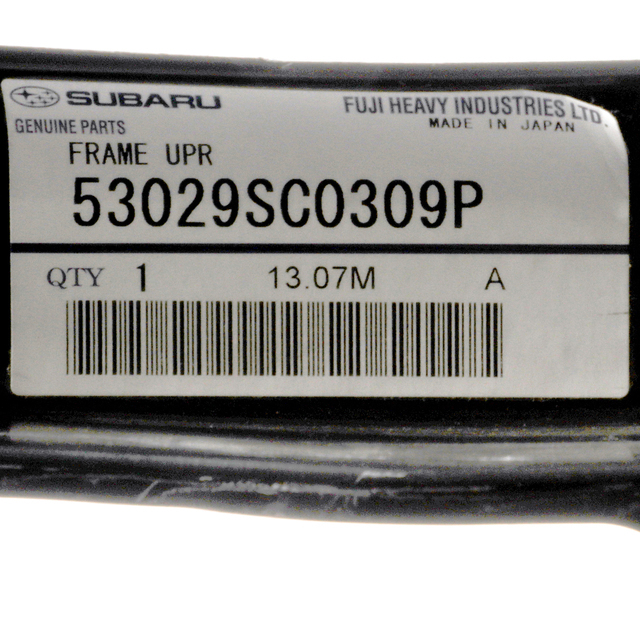 SUBARU
FUJI HEAVY INDUSTRIES LTD.
GENUINE PARTS
MADE IN JAPAN
FRAME UPR
53029SC0309P
QTY 1 13.07M A